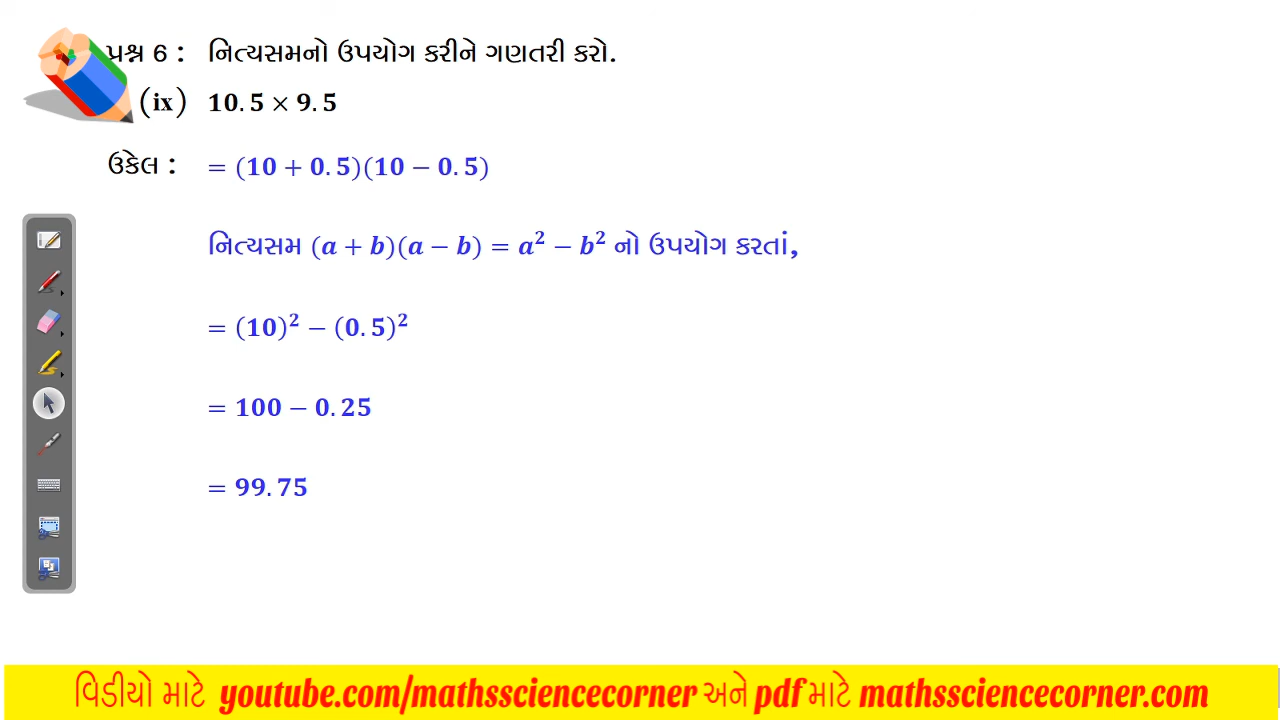 પ્રશ્ન 6 : નિત્યસમનો ઉપયોગ કરીને ગણતરી કરો.
(ix) 10.5 × 9.5
ઉકેલ : = (10 + 0.5)(10 − 0.5)
નિત્યસમ (a + b)(a − b) = a² − b² નો ઉપયોગ કરતાં,
= (10)² − (0.5)²
= 100 − 0.25
= 99.75
વિડીયો માટે youtube.com/mathssciencecorner અને pdf માટે mathssciencecorner.com